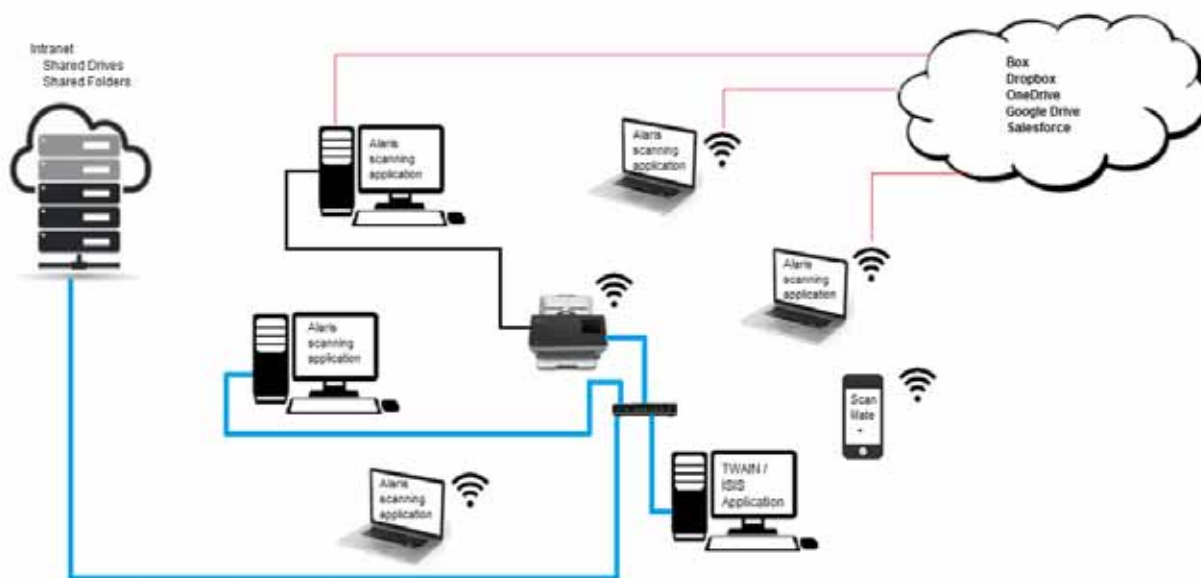 Intranet
Shared Drives
Shared Folders
Box
Dropbox
OneDrive
Google Drive
Salesforce
Alaris
scanning
application
Alaris
scanning
application
Alaris
scanning
application
Alaris
scanning
application
Scan
Mate
+
Alaris
scanning
application
TWAIN /
ISIS
Application